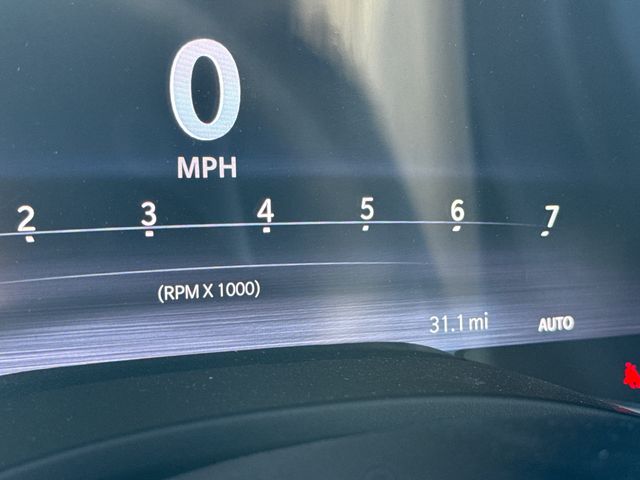 0
MPH
2 3 4 5 6 7
(RPM X 1000)
31.1 mi AUTO